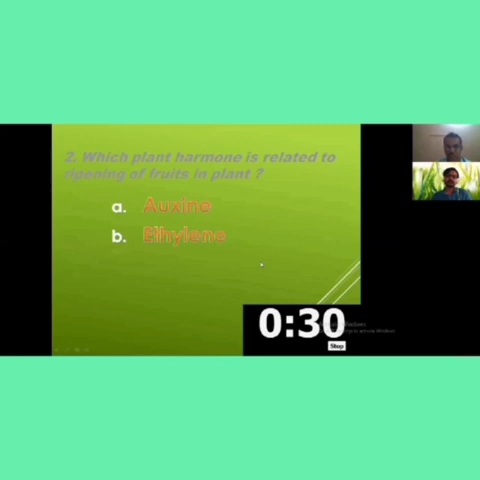 2. Which plant harmone is related to
ripening of fruits in plant ?
a. Auxine
b. Ethylene
0:30
Stop